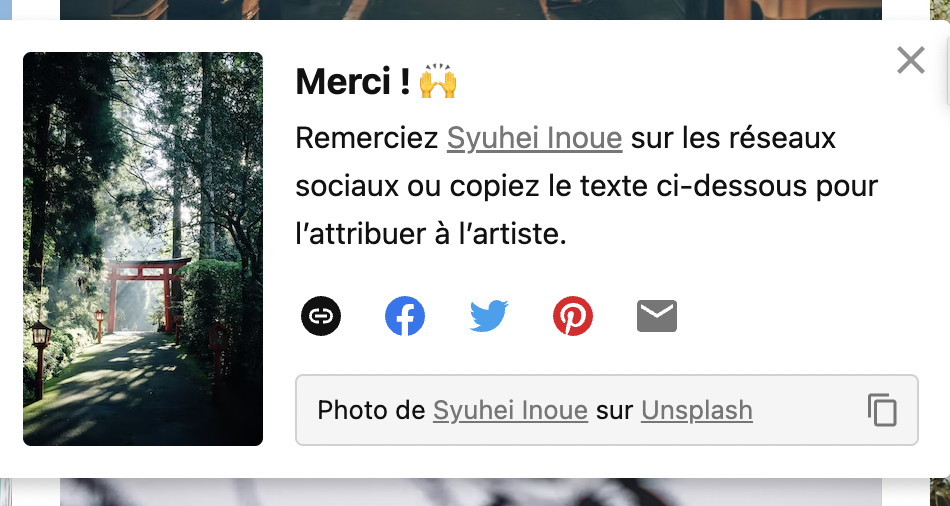 Merci ! 🙌
Remerciez Syuhei Inoue sur les réseaux
sociaux ou copiez le texte ci-dessous pour
l’attribuer à l’artiste.
Photo de Syuhei Inoue sur Unsplash